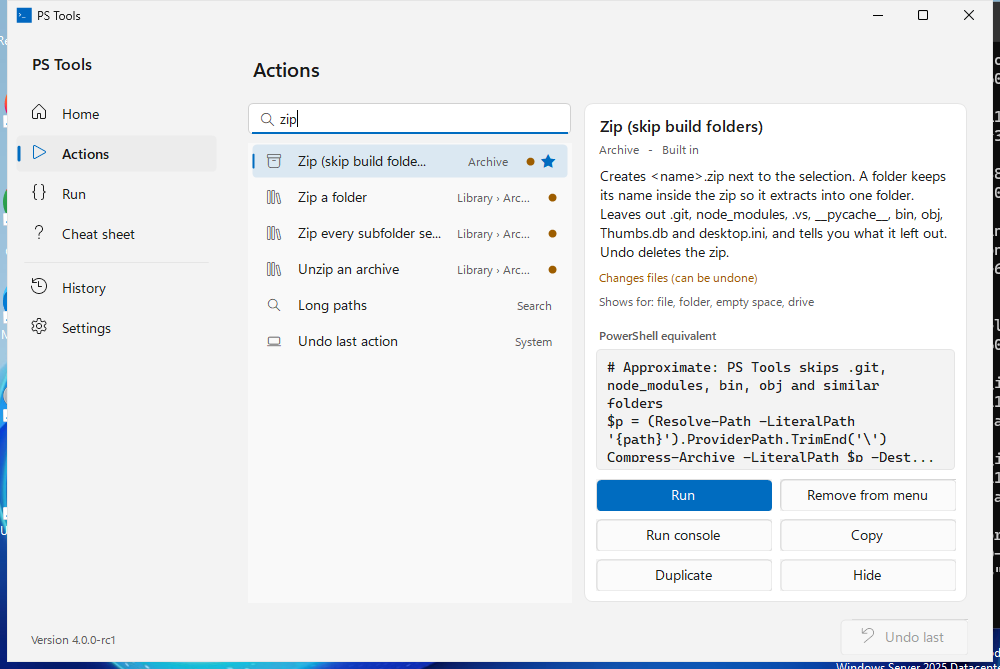 PS Tools
PS Tools
Home
Actions
Run
Cheat sheet
History
Settings
Version 4.0.0-rc1
Actions
zip
Zip (skip build folde... Archive
Zip a folder Library › Arc...
Zip every subfolder se... Library › Arc...
Unzip an archive Library › Arc...
Long paths Search
Undo last action System
Zip (skip build folders)
Archive - Built in
Creates <name>.zip next to the selection. A folder keeps
its name inside the zip so it extracts into one folder.
Leaves out .git, node_modules, .vs, __pycache__, bin, obj,
Thumbs.db and desktop.ini, and tells you what it left out.
Undo deletes the zip.
Changes files (can be undone)
Shows for: file, folder, empty space, drive
PowerShell equivalent
# Approximate: PS Tools skips .git,
node_modules, bin, obj and similar
folders
$p = (Resolve-Path -LiteralPath
'{path}').ProviderPath.TrimEnd('\')
Compress-Archive -LiteralPath $p -Dest...
Run Remove from menu
Run console Copy
Duplicate Hide
Undo last
Windows Server 2025 Datacente